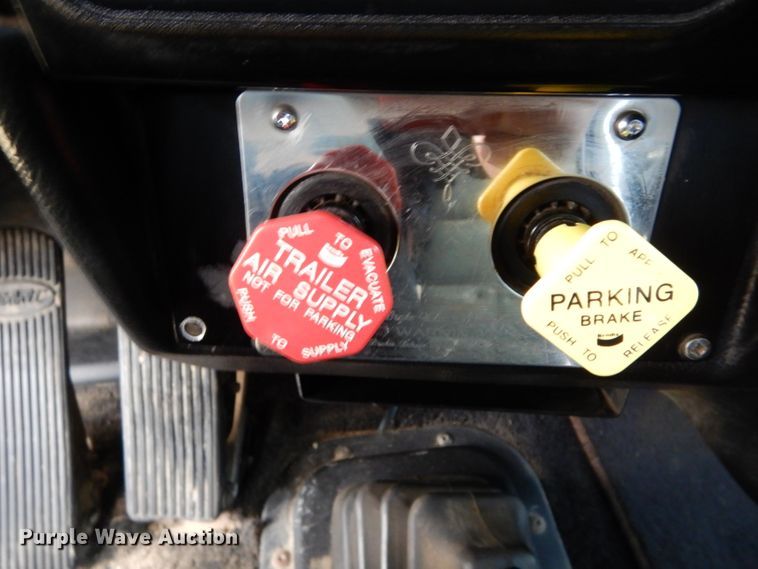 PULL TO EVACUATE
TRAILER
AIR SUPPLY
NOT FOR PARKING
PUSH TO SUPPLY
PULL TO APP
PARKING
BRAKE
PUSH TO RELEASE
Purple Wave Auction